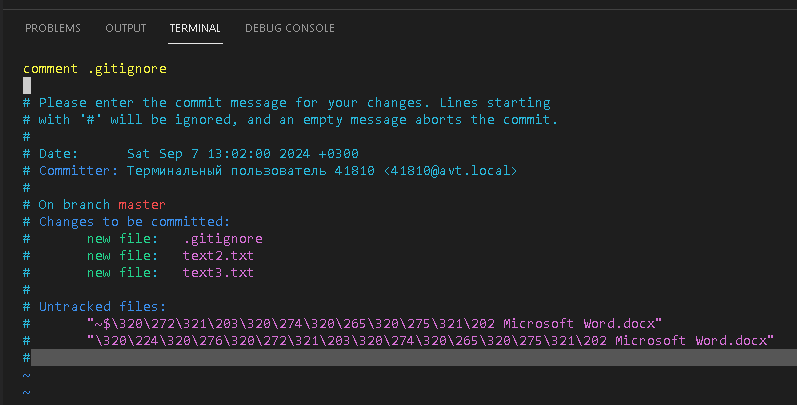 PROBLEMS OUTPUT TERMINAL DEBUG CONSOLE
comment .gitignore
# Please enter the commit message for your changes. Lines starting
# with '#' will be ignored, and an empty message aborts the commit.
#
# Date:      Sat Sep 7 13:02:00 2024 +0300
# Committer: Терминальный пользователь 41810 <41810@avt.local>
#
# On branch master
# Changes to be committed:
#       new file:   .gitignore
#       new file:   text2.txt
#       new file:   text3.txt
#
# Untracked files:
#       "~$\320\272\321\203\320\274\320\265\320\275\321\202 Microsoft Word.docx"
#       "\320\224\320\276\320\272\321\203\320\274\320\265\320\275\321\202 Microsoft Word.docx"
#
~
~